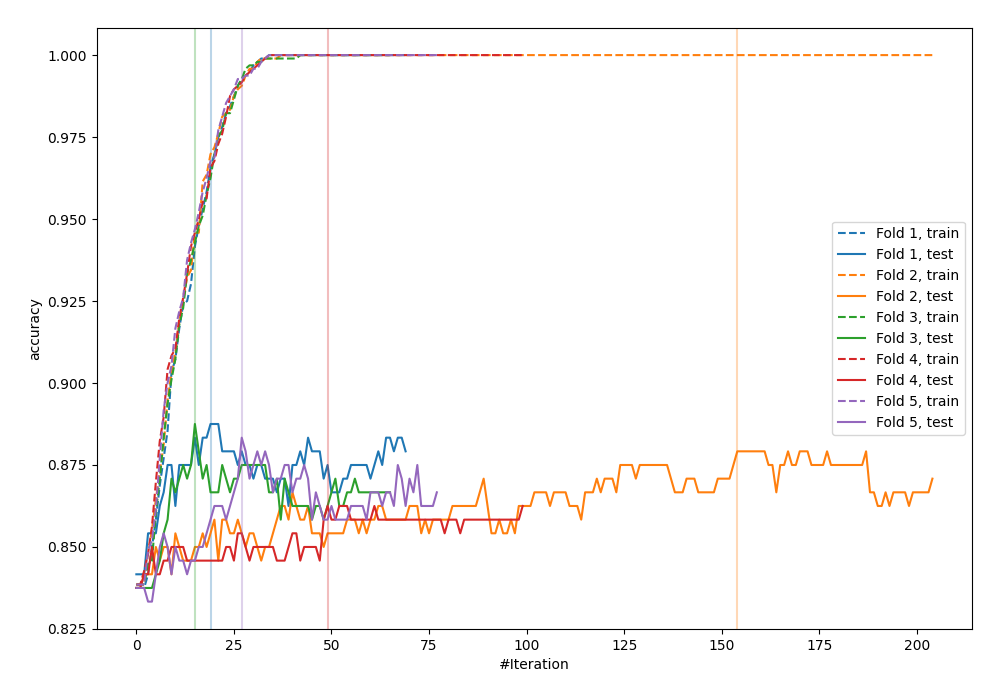 1.000
0.975
0.950
0.925
0.900
0.875
0.850
0.825
accuracy
0
25
50
75
100
125
150
175
200
#Iteration
Fold 1, train
Fold 1, test
Fold 2, train
Fold 2, test
Fold 3, train
Fold 3, test
Fold 4, train
Fold 4, test
Fold 5, train
Fold 5, test